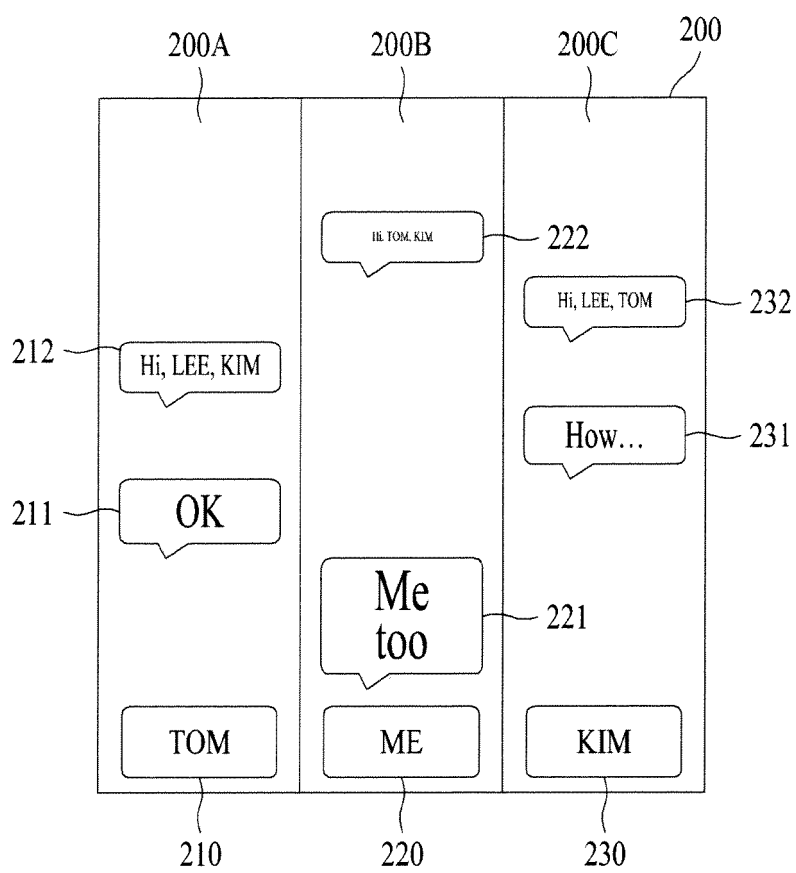 200A 200B 200C 200
Hi, TOM, KIM 222
Hi, LEE, TOM 232
212 Hi, LEE, KIM
How... 231
211 OK
Me
too
221
TOM ME KIM
210 220 230